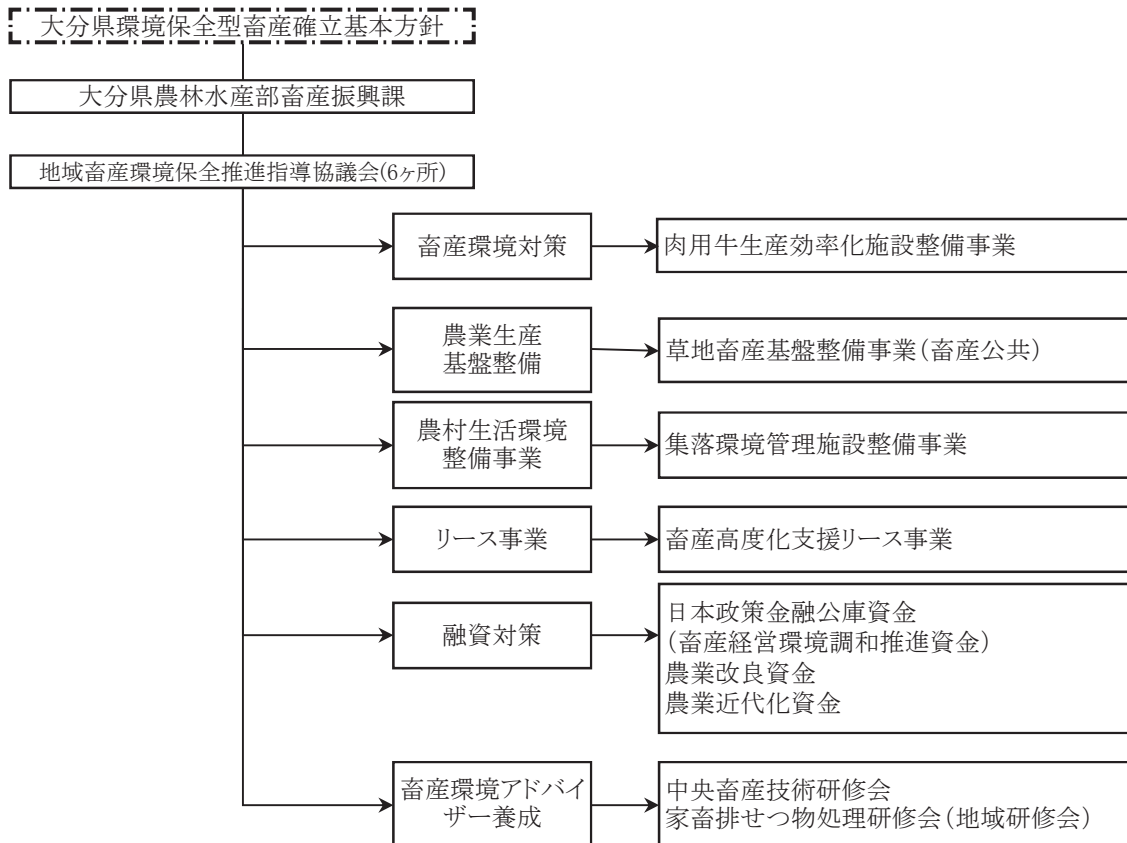 大分県環境保全型畜産確立基本方針
大分県農林水産部畜産振興課
地域畜産環境保全推進指導協議会(6ヶ所)
畜産環境対策
肉用牛生産効率化施設整備事業
農業生産
基盤整備
草地畜産基盤整備事業(畜産公共)
農村生活環境
整備事業
集落環境管理施設整備事業
リース事業
畜産高度化支援リース事業
融資対策
日本政策金融公庫資金
(畜産経営環境調和推進資金)
農業改良資金
農業近代化資金
畜産環境アドバイ
ザー養成
中央畜産技術研修会
家畜排せつ物処理研修会(地域研修会)